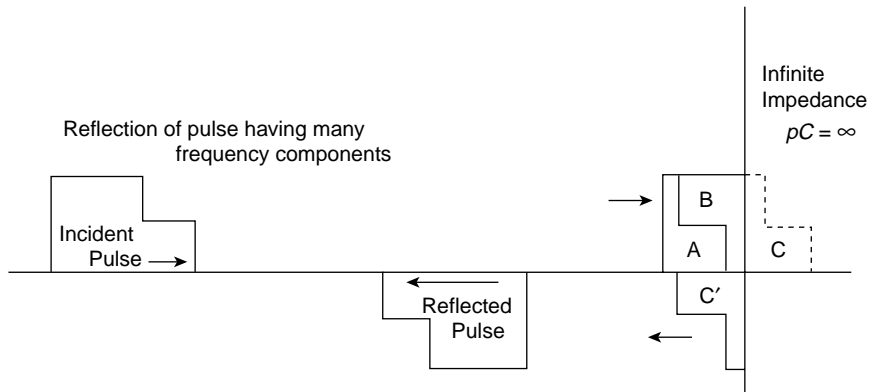 Infinite
Impedance
pC = ∞
Reflection of pulse having many
frequency components
Incident
Pulse
B
A
C
C′
Reflected
Pulse